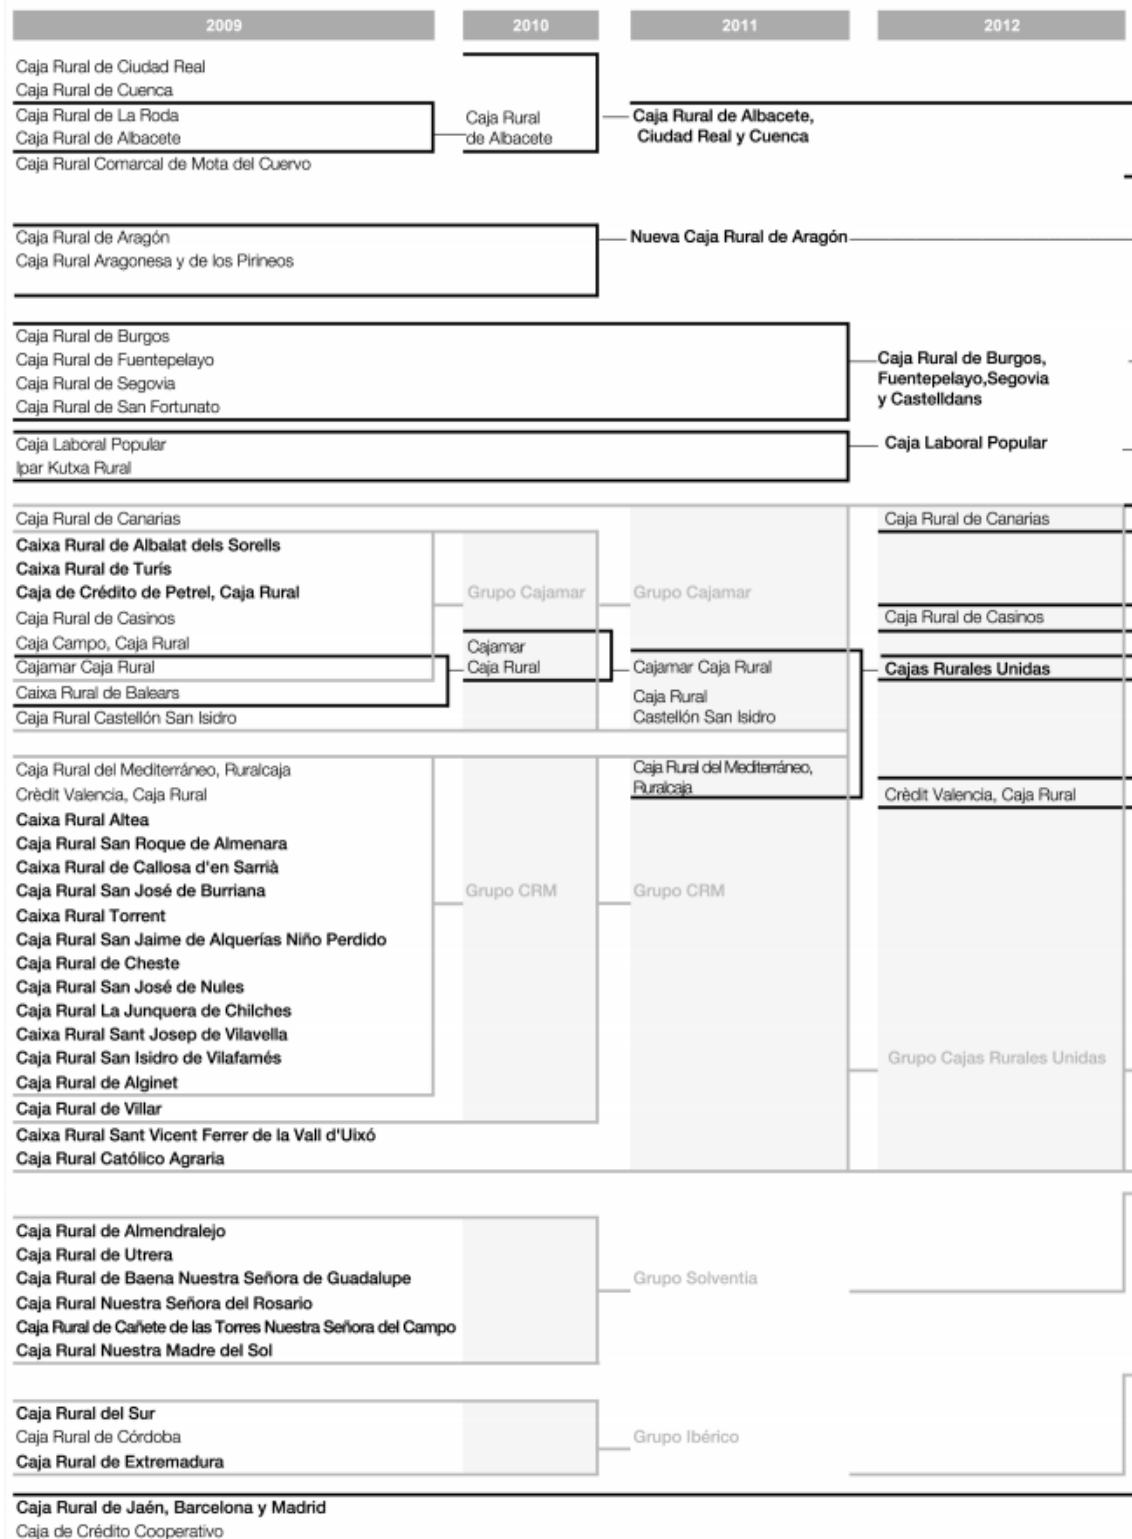 2009
2010
2011
2012
Caja Rural de Ciudad Real
Caja Rural de Cuenca
Caja Rural de La Roda
Caja Rural de Albacete
Caja Rural Comarcal de Mota del Cuervo
Caja Rural
de Albacete
Caja Rural de Albacete,
Ciudad Real y Cuenca
Caja Rural de Aragón
Caja Rural Aragonesa y de los Pirineos
Nueva Caja Rural de Aragón
Caja Rural de Burgos
Caja Rural de Fuentepelayo
Caja Rural de Segovia
Caja Rural de San Fortunato
Caja Rural de Burgos,
Fuentepelayo,Segovia
y Castelldans
Caja Laboral Popular
Ipar Kutxa Rural
Caja Laboral Popular
Caja Rural de Canarias
Caixa Rural de Albalat dels Sorells
Caixa Rural de Turís
Caja de Crédito de Petrel, Caja Rural
Caja Rural de Casinos
Caja Campo, Caja Rural
Cajamar Caja Rural
Caixa Rural de Balears
Caja Rural Castellón San Isidro
Grupo Cajamar
Cajamar
Caja Rural
Grupo Cajamar
Cajamar Caja Rural
Caja Rural
Castellón San Isidro
Caja Rural de Canarias
Caja Rural de Casinos
Cajas Rurales Unidas
Caja Rural del Mediterráneo, Ruralcaja
Crèdit Valencia, Caja Rural
Caixa Rural Altea
Caja Rural San Roque de Almenara
Caixa Rural de Callosa d'en Sarrià
Caja Rural San José de Burriana
Caixa Rural Torrent
Caja Rural San Jaime de Alquerías Niño Perdido
Caja Rural de Cheste
Caja Rural San José de Nules
Caja Rural La Junquera de Chilches
Caixa Rural Sant Josep de Vilavella
Caja Rural San Isidro de Vilafamés
Caja Rural de Alginet
Caja Rural de Villar
Caixa Rural Sant Vicent Ferrer de la Vall d'Uixó
Caja Rural Católico Agraria
Grupo CRM
Caja Rural del Mediterráneo,
Ruralcaja
Grupo CRM
Crèdit Valencia, Caja Rural
Grupo Cajas Rurales Unidas
Caja Rural de Almendralejo
Caja Rural de Utrera
Caja Rural de Baena Nuestra Señora de Guadalupe
Caja Rural Nuestra Señora del Rosario
Caja Rural de Cañete de las Torres Nuestra Señora del Campo
Caja Rural Nuestra Madre del Sol
Grupo Solventia
Caja Rural del Sur
Caja Rural de Córdoba
Caja Rural de Extremadura
Grupo Ibérico
Caja Rural de Jaén, Barcelona y Madrid
Caja de Crédito Cooperativo